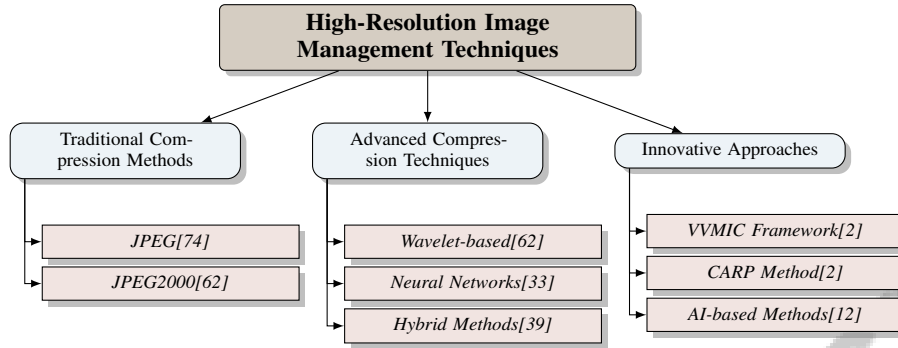 High-Resolution Image
Management Techniques
Traditional Com-
pression Methods
Advanced Compres-
sion Techniques
Innovative Approaches
JPEG[74]
JPEG2000[62]
Wavelet-based[62]
Neural Networks[33]
Hybrid Methods[39]
VVMIC Framework[2]
CARP Method[2]
AI-based Methods[12]